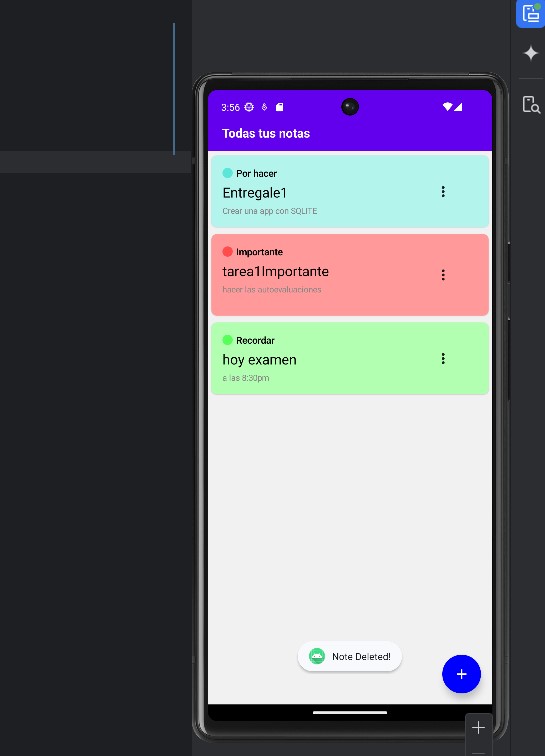 3:56
Todas tus notas
Por hacer
Entregale1
Crear una app con SQLITE
Importante
tarea1Importante
hacer las autoevaluaciones
Recordar
hoy examen
a las 8:30pm
Note Deleted!